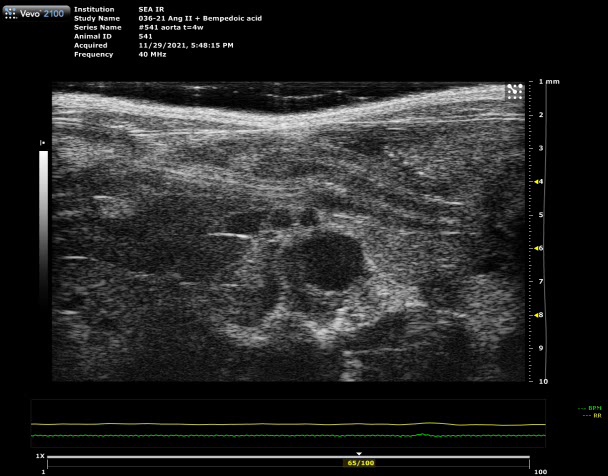 Vevo 2100
Institution SEA IR
Study Name 036-21 Ang II + Bempedoic acid
Series Name #541 aorta t=4w
Animal ID 541
Acquired 11/29/2021, 5:48:15 PM
Frequency 40 MHz
1 mm
2
3
4
5
6
7
8
9
10
BPM
RR
1X
65/100
1
100